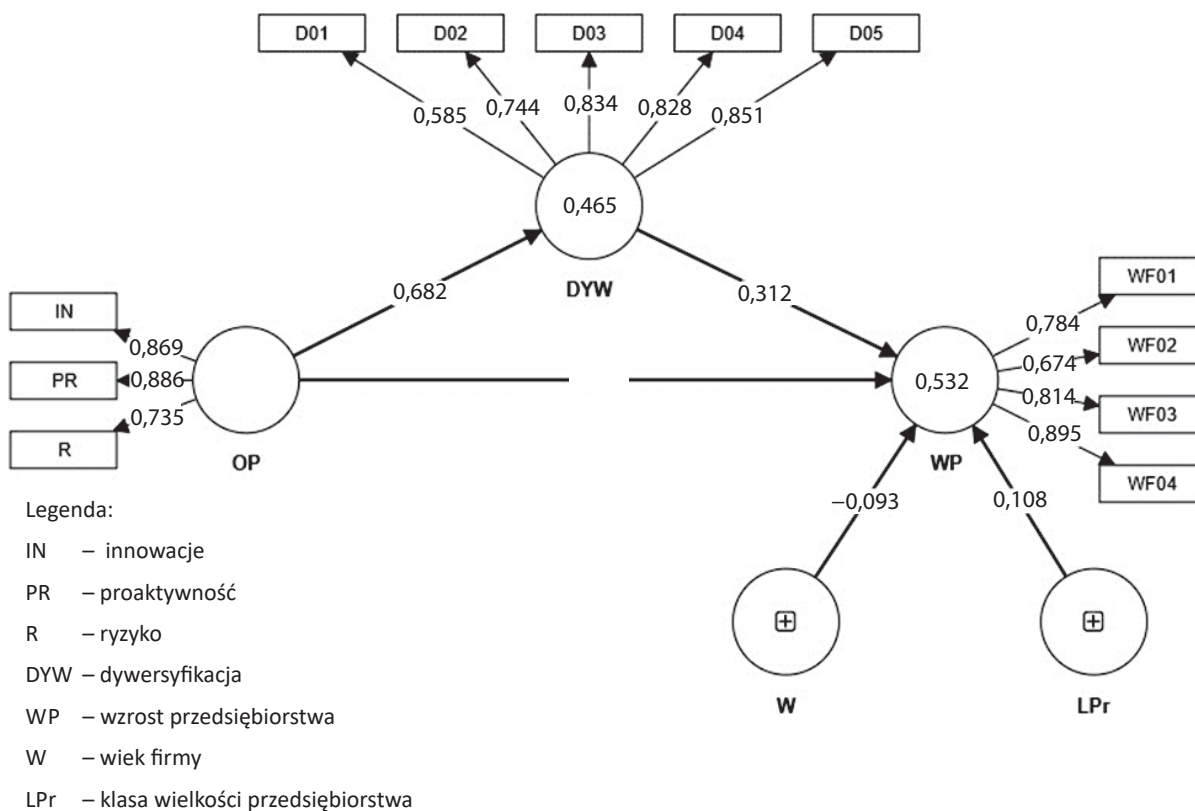 D01 D02 D03 D04 D05
0,585 0,744 0,834 0,828 0,851
0,465
DYW
0,682 0,312
IN
PR
R
0,869
0,886
0,735
OP
0,532
WP
WF01
WF02
WF03
WF04
0,784
0,674
0,814
0,895
−0,093 0,108
W LPr
Legenda:
IN – innowacje
PR – proaktywność
R – ryzyko
DYW – dywersyfikacja
WP – wzrost przedsiębiorstwa
W – wiek firmy
LPr – klasa wielkości przedsiębiorstwa